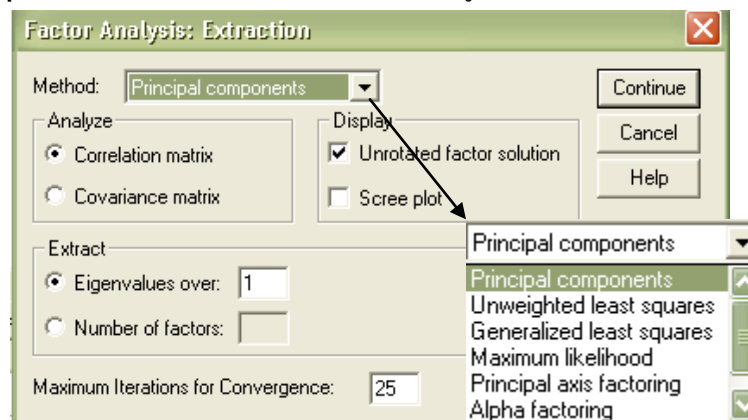 Factor Analysis: Extraction
Method: Principal components
Continue
Analyze
Display
Cancel
Correlation matrix
Unrotated factor solution
Help
Covariance matrix
Scree plot
Principal components
Extract
Eigenvalues over: 1
Principal components
Unweighted least squares
Number of factors:
Generalized least squares
Maximum likelihood
Maximum Iterations for Convergence: 25
Principal axis factoring
Alpha factoring